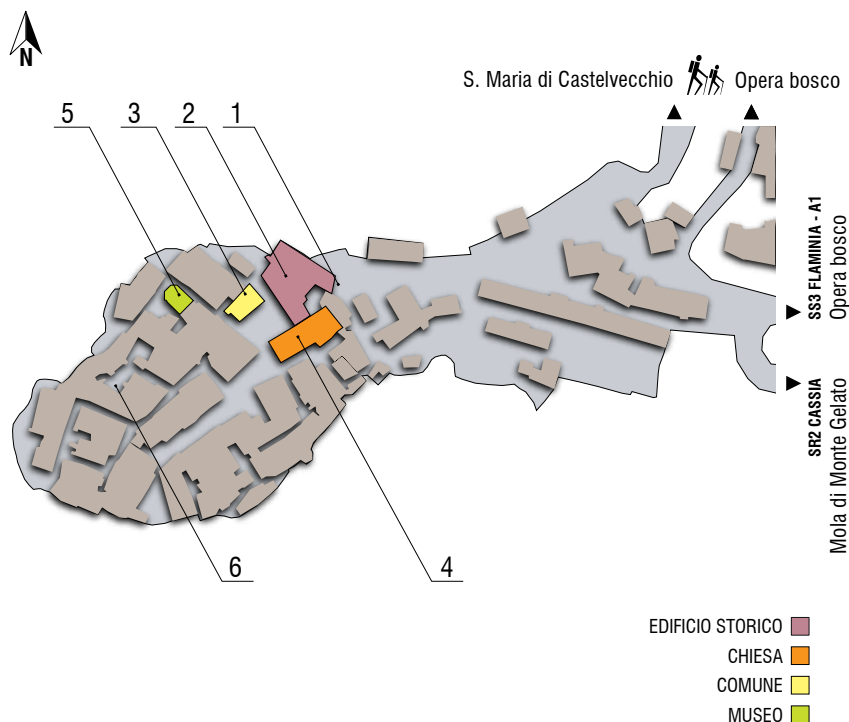 N
S. Maria di Castelvecchio Opera bosco
5 3 2 1
SS3 FLAMINIA - A1
Opera bosco
SR2 CASSIA
Mola di Monte Gelato
6 4
EDIFICIO STORICO
CHIESA
COMUNE
MUSEO